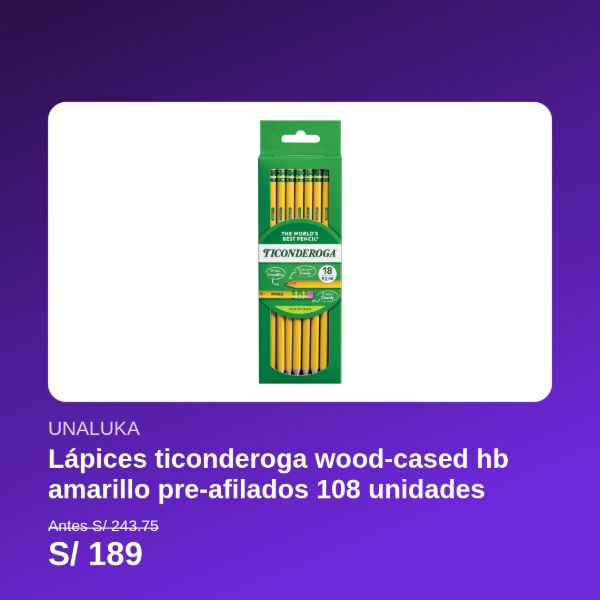 THE WORLD'S
BEST PENCIL
TICONDEROGA
18
UNALUKA
Lápices ticonderoga wood-cased hb
amarillo pre-afilados 108 unidades
Antes S/ 243.75
S/ 189